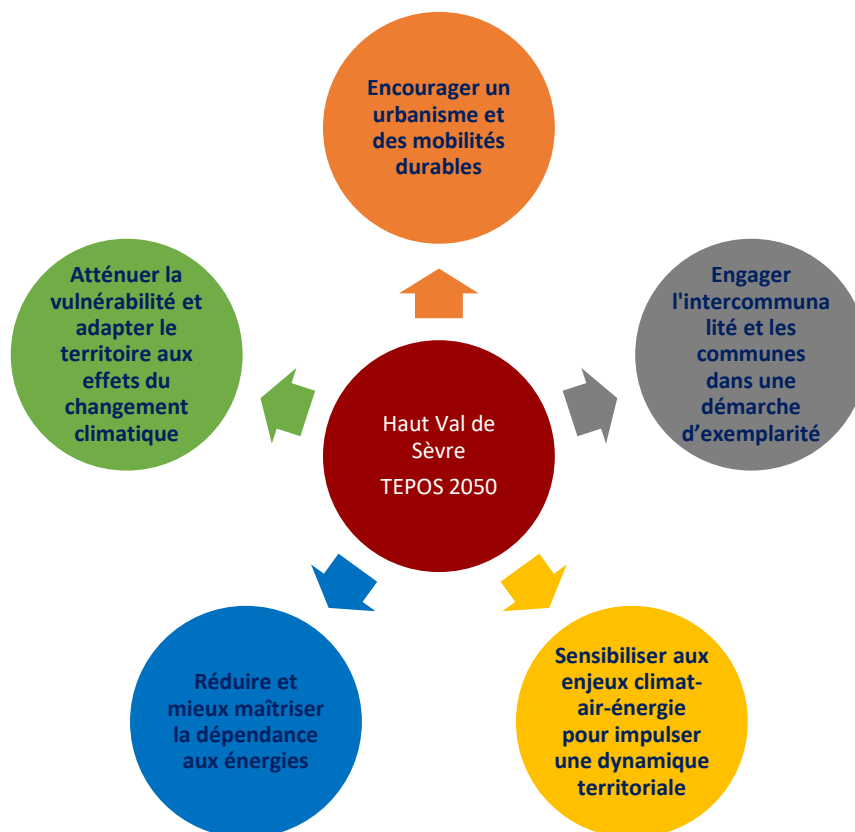 Encourager un
urbanisme et
des mobilités
durables
Atténuer la
vulnérabilité et
adapter le
territoire aux
effets du
changement
climatique
Engager
l'intercommuna
lité et les
communes
dans une
démarche
d’exemplarité
Haut Val de
Sèvre
TEPOS 2050
Réduire et
mieux maîtriser
la dépendance
aux énergies
Sensibiliser aux
enjeux climat-
air-énergie
pour impulser
une dynamique
territoriale